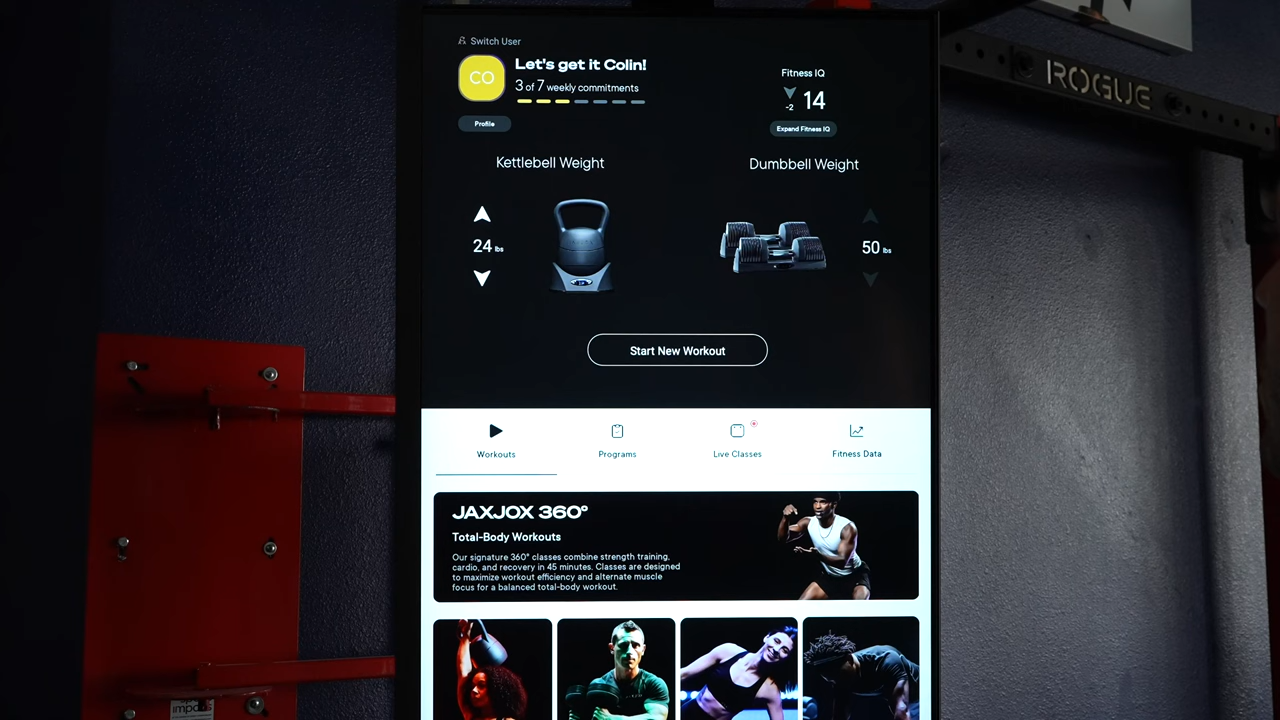 Switch User
CO
Let's get it Colin!
3 of 7 weekly commitments
Profile
Fitness IQ
-2 14
Expand Fitness IQ
ROGUE
Kettlebell Weight
24 lbs
Dumbbell Weight
50 lbs
Start New Workout
Workouts
Programs
Live Classes
Fitness Data
JAXJOX 360°
Total-Body Workouts
Our signature 360° classes combine strength training,
cardio, and recovery in 45 minutes. Classes are designed
to maximize workout efficiency and alternate muscle
focus for a balanced total-body workout.